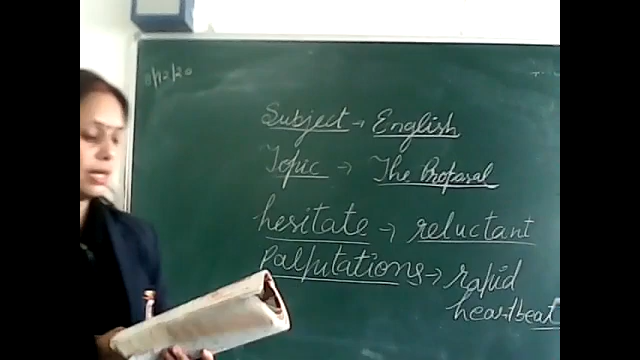 Subject → English
Topic → The Proposal
hesitate → reluctant
Palputations → rapid
heartbeat